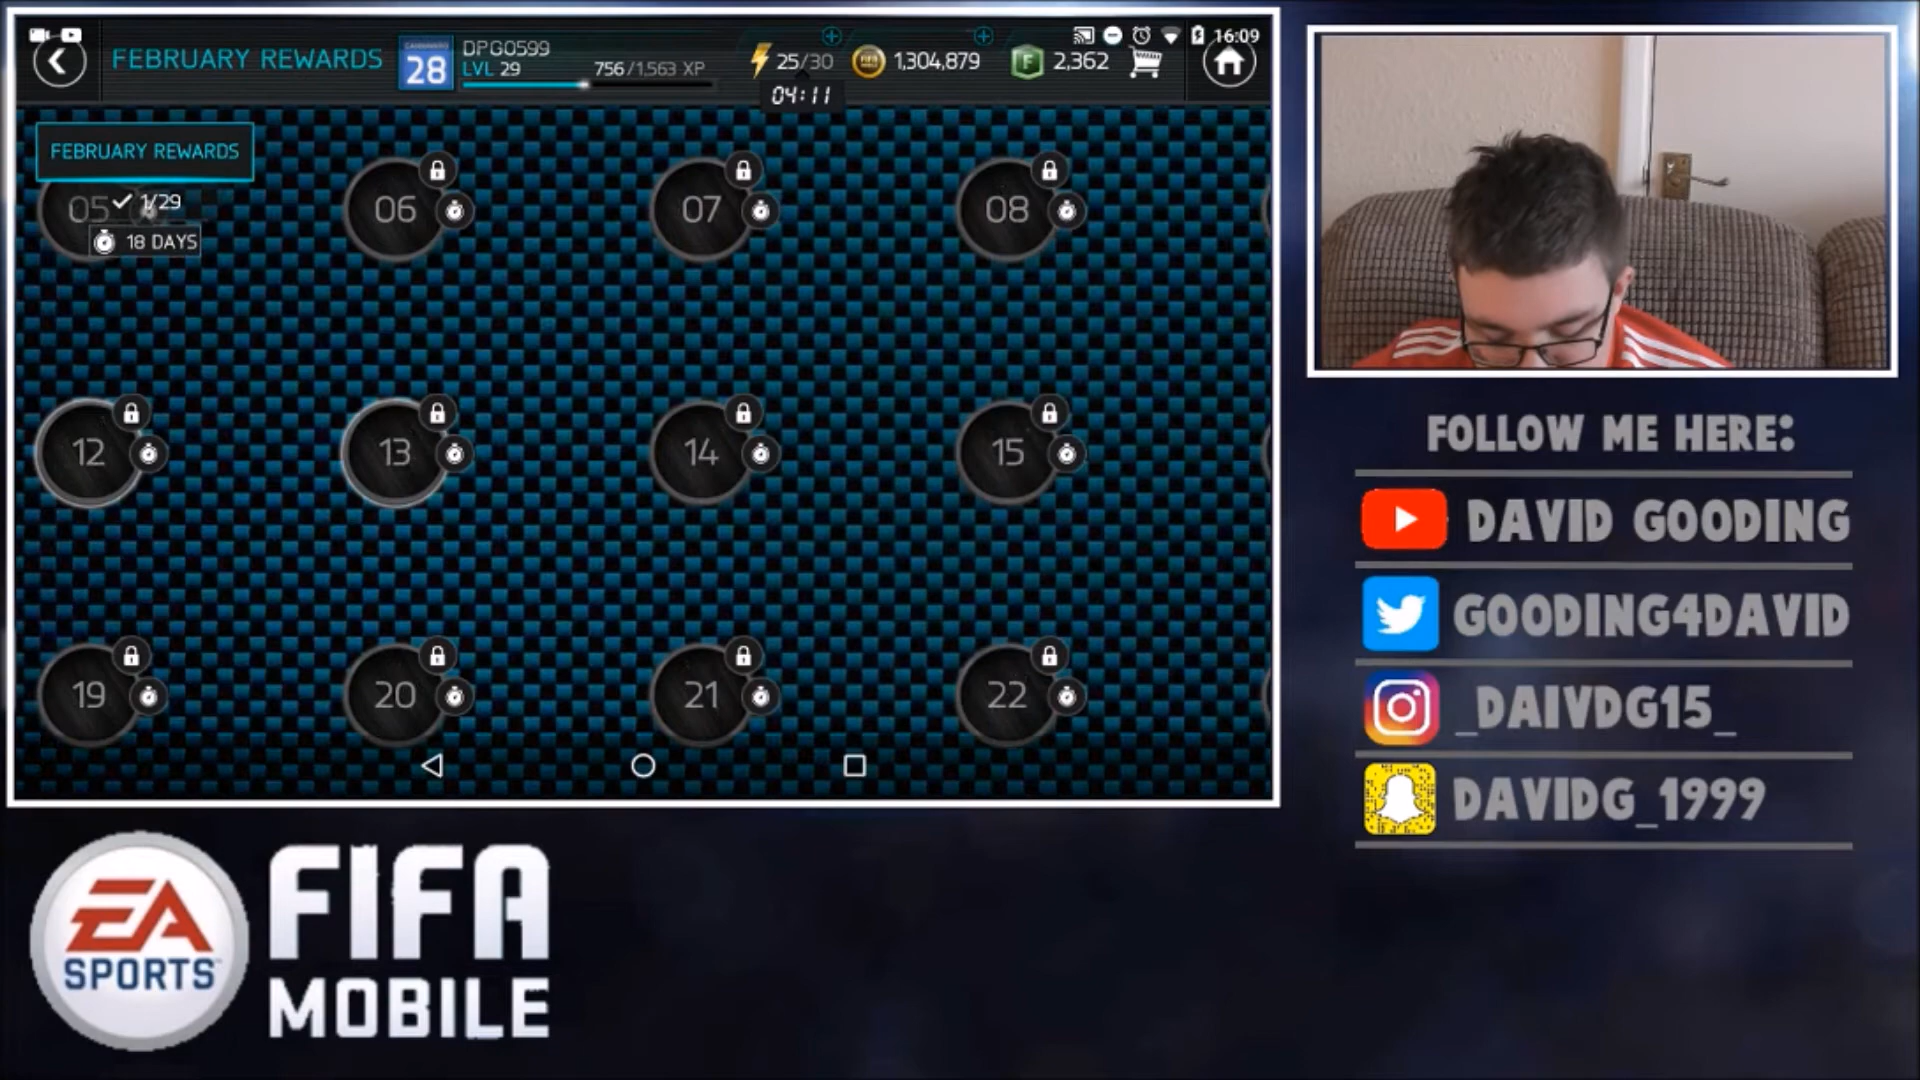 16:09
FEBRUARY REWARDS
CANNAVARO
28
DPG0599
LVL 29
756/1,563 XP
25/30
04:11
1,304,879
F
2,362
FEBRUARY REWARDS
05
1/29
18 DAYS
06
07
08
12
13
14
15
19
20
21
22
FOLLOW ME HERE:
DAVID GOODING
GOODING4DAVID
_DAIVDG15_
DAVIDG_1999
EA
SPORTS
FIFA
MOBILE